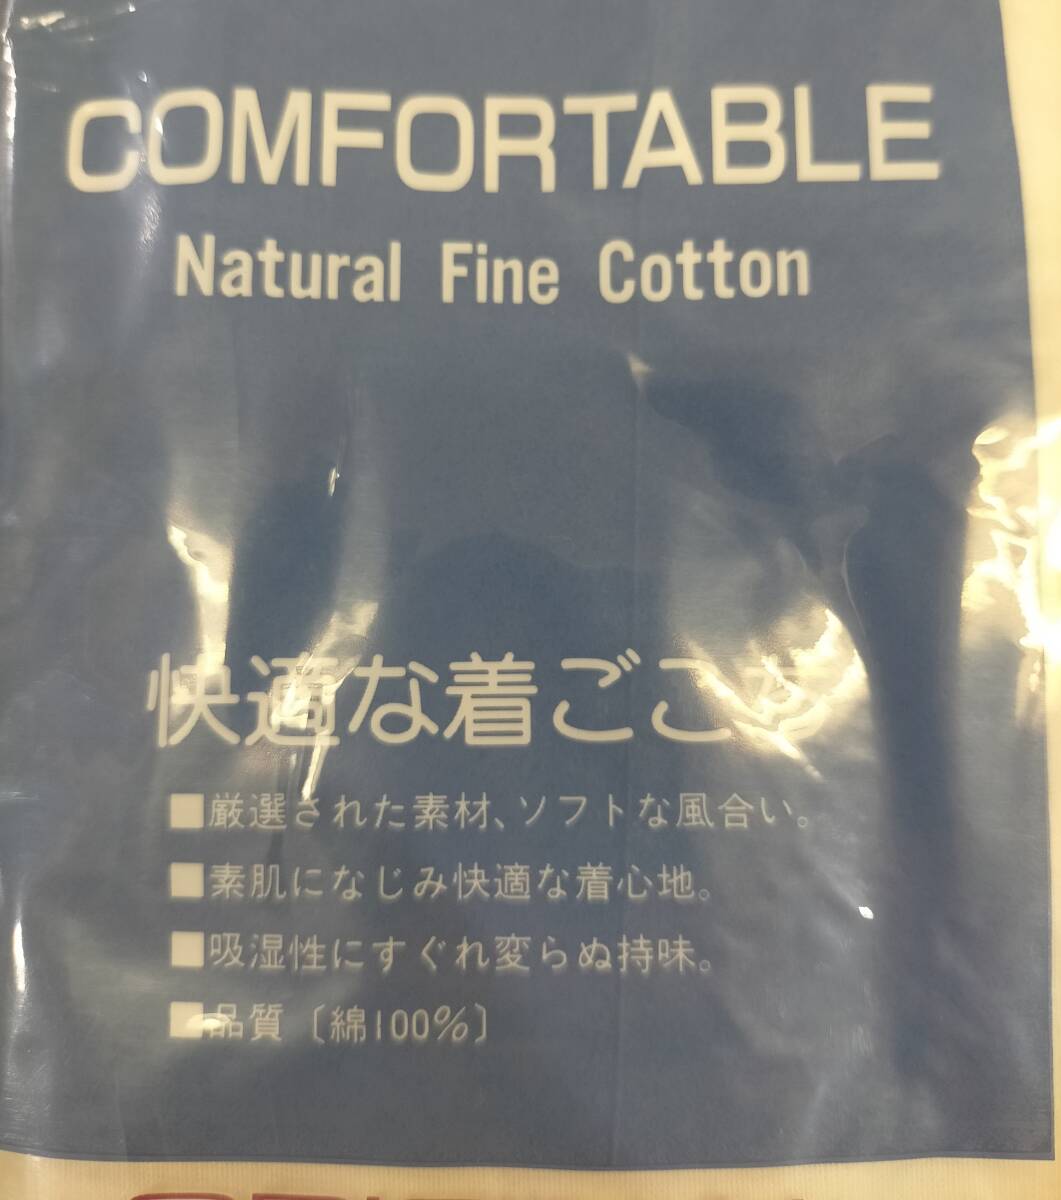 COMFORTABLE
Natural Fine Cotton
快適な着ごこち
■厳選された素材、ソフトな風合い。
■素肌になじみ快適な着心地。
■吸湿性にすぐれ変らぬ持味。
■品質〔綿100%〕